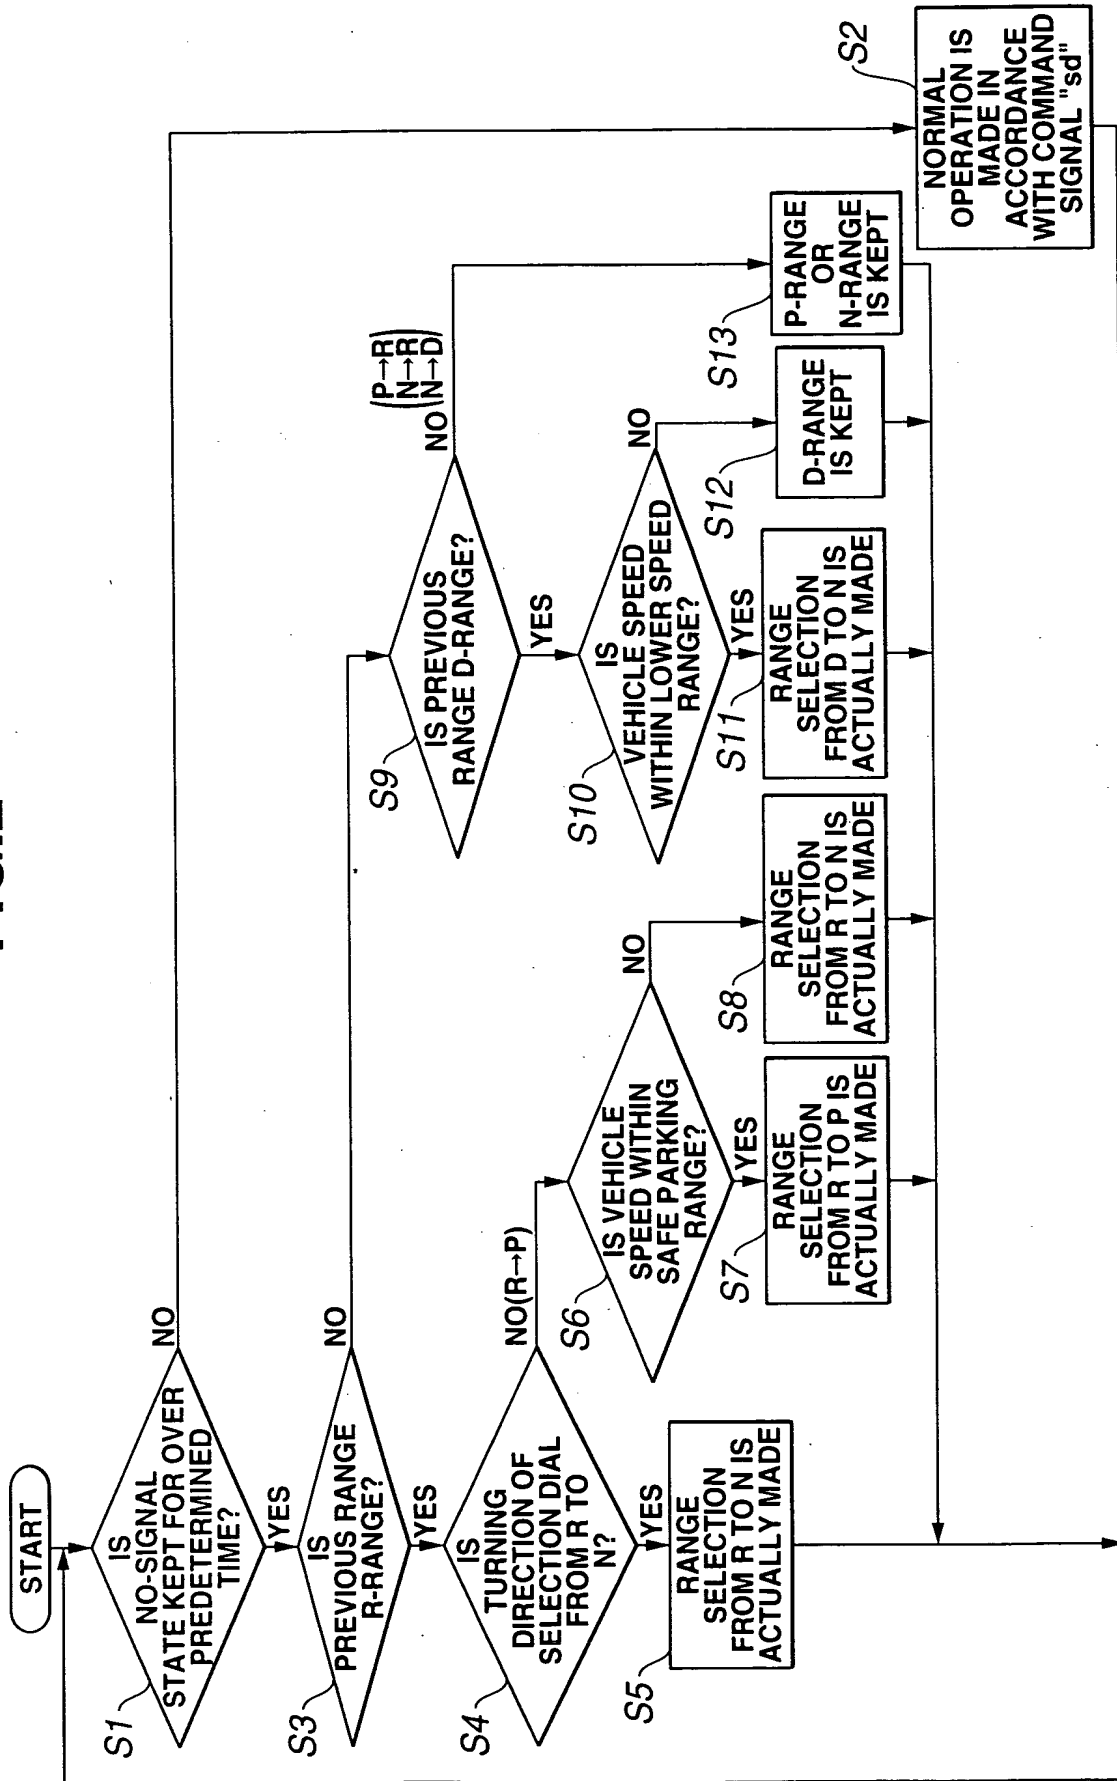 START
S1
IS
NO-SIGNAL
STATE KEPT FOR OVER
PREDETERMINED
TIME?
NO
YES
S2
NORMAL
OPERATION IS
MADE IN
ACCORDANCE
WITH COMMAND
SIGNAL "sd"
S3
IS
PREVIOUS RANGE
R-RANGE?
NO
YES
S4
IS
TURNING
DIRECTION OF
SELECTION DIAL
FROM R TO
N?
NO(R→P)
YES
S5
RANGE
SELECTION
FROM R TO N IS
ACTUALLY MADE
S6
IS VEHICLE
SPEED WITHIN
SAFE PARKING
RANGE?
NO
YES
S7
RANGE
SELECTION
FROM R TO P IS
ACTUALLY MADE
S8
RANGE
SELECTION
FROM R TO N IS
ACTUALLY MADE
S9
IS PREVIOUS
RANGE D-RANGE?
NO
(P→R
N→R
N→D)
YES
S10
IS
VEHICLE SPEED
WITHIN LOWER SPEED
RANGE?
NO
YES
S11
RANGE
SELECTION
FROM D TO N IS
ACTUALLY MADE
S12
D-RANGE
IS KEPT
S13
P-RANGE
OR
N-RANGE
IS KEPT